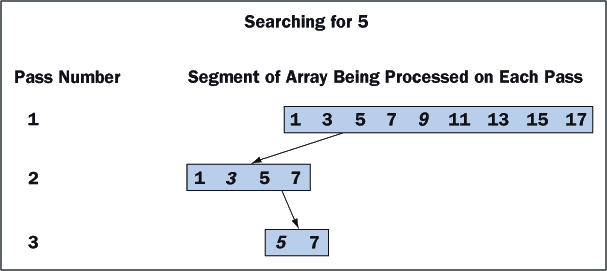 Searching for 5
Pass Number Segment of Array Being Processed on Each Pass
1 1 3 5 7 9 11 13 15 17
2 1 3 5 7
3 5 7